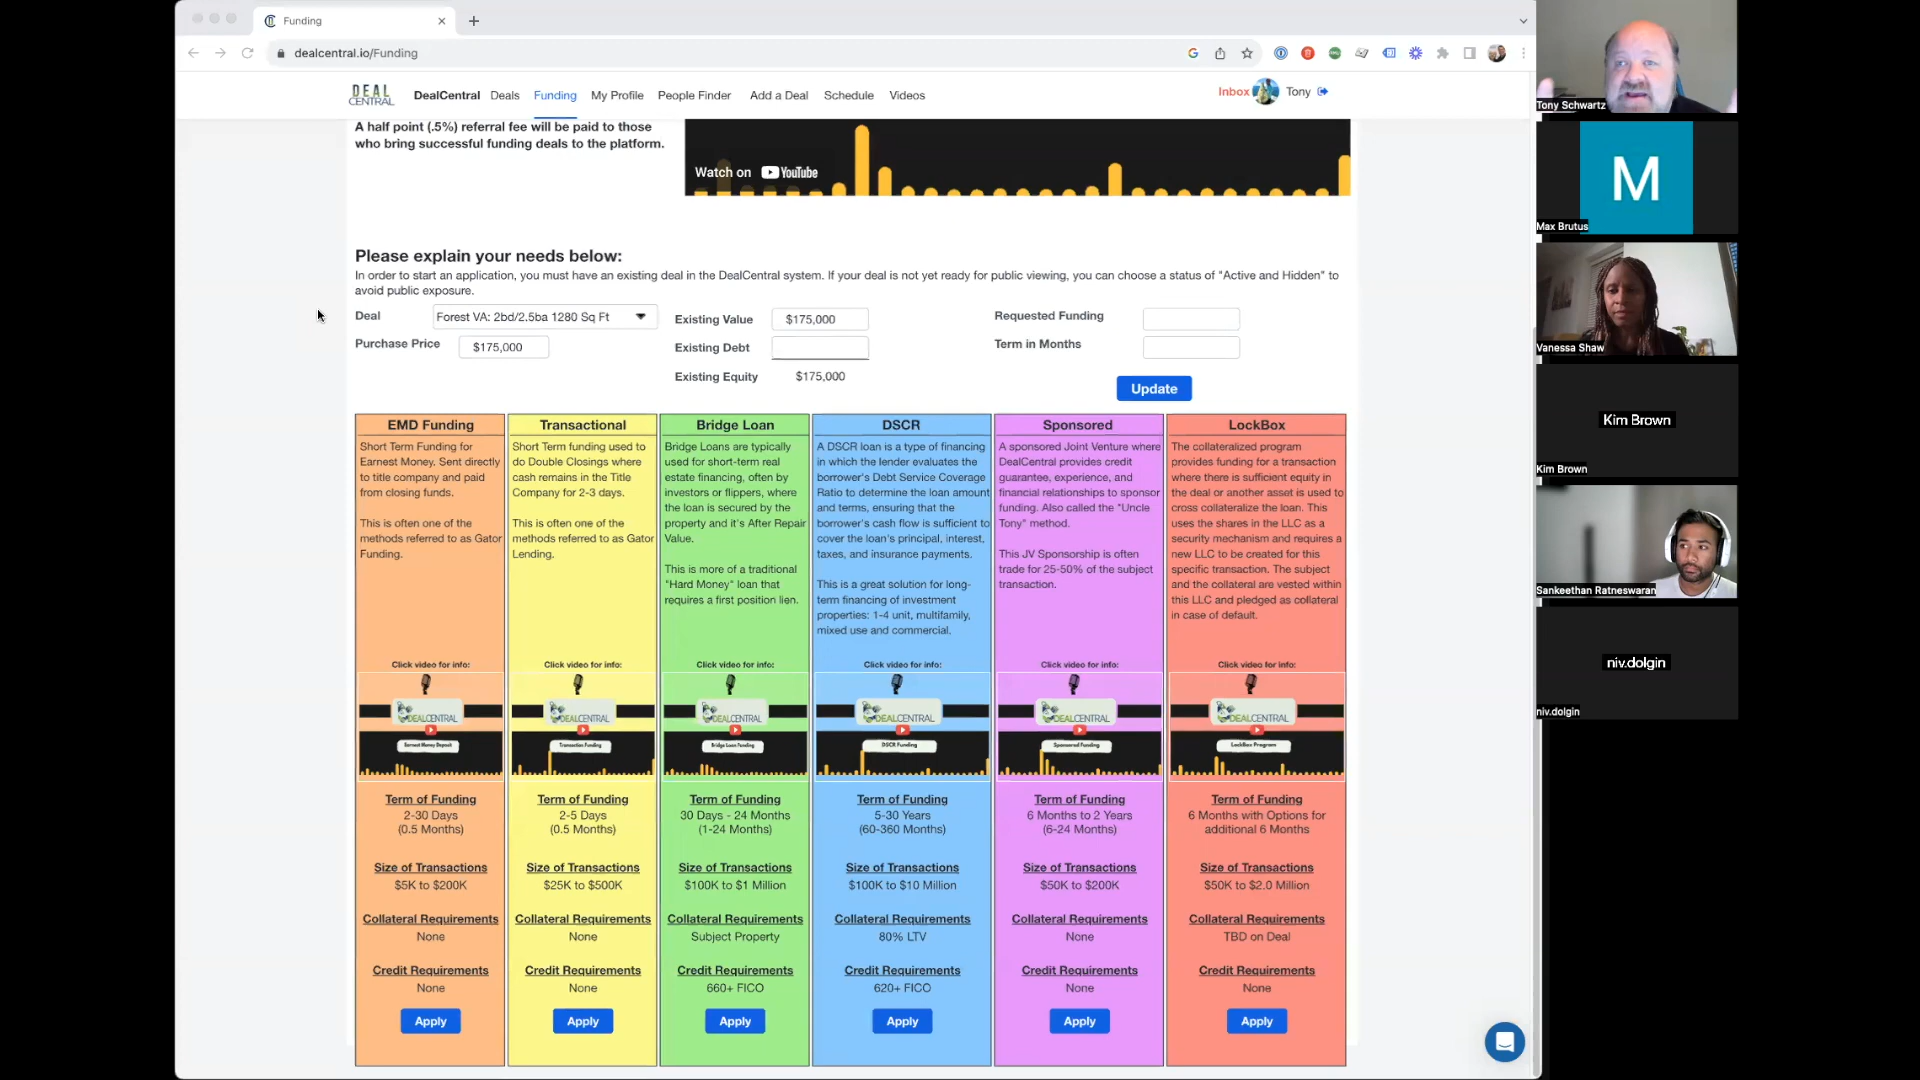 Funding
dealcentral.io/Funding
DEAL
CENTRAL
DealCentral Deals Funding My Profile People Finder Add a Deal Schedule Videos
Inbox Tony
A half point (.5%) referral fee will be paid to those
who bring successful funding deals to the platform.
Watch on YouTube
Please explain your needs below:
In order to start an application, you must have an existing deal in the DealCentral system. If your deal is not yet ready for public viewing, you can choose a status of "Active and Hidden" to
avoid public exposure.
Deal Forest VA: 2bd/2.5ba 1280 Sq Ft
Purchase Price $175,000
Existing Value $175,000
Existing Debt
Existing Equity $175,000
Requested Funding
Term in Months
Update
EMD Funding
Short Term Funding for
Earnest Money. Sent directly
to title company and paid
from closing funds.
This is often one of the
methods referred to as Gator
Funding.
Click video for info:
DEALCENTRAL
Earnest Money Deposit
Term of Funding
2-30 Days
(0.5 Months)
Size of Transactions
$5K to $200K
Collateral Requirements
None
Credit Requirements
None
Apply
Transactional
Short Term funding used to
do Double Closings where
cash remains in the Title
Company for 2-3 days.
This is often one of the
methods referred to as Gator
Lending.
Click video for info:
DEALCENTRAL
Transaction Funding
Term of Funding
2-5 Days
(0.5 Months)
Size of Transactions
$25K to $500K
Collateral Requirements
None
Credit Requirements
None
Apply
Bridge Loan
Bridge Loans are typically
used for short-term real
estate financing, often by
investors or flippers, where
the loan is secured by the
property and it's After Repair
Value.
This is more of a traditional
"Hard Money" loan that
requires a first position lien.
Click video for info:
DEALCENTRAL
Bridge Loan Funding
Term of Funding
30 Days - 24 Months
(1-24 Months)
Size of Transactions
$100K to $1 Million
Collateral Requirements
Subject Property
Credit Requirements
660+ FICO
Apply
DSCR
A DSCR loan is a type of financing
in which the lender evaluates the
borrower's Debt Service Coverage
Ratio to determine the loan amount
and terms, ensuring that the
borrower's cash flow is sufficient to
cover the loan's principal, interest,
taxes, and insurance payments.
This is a great solution for long-
term financing of investment
properties: 1-4 unit, multifamily,
mixed use and commercial.
Click video for info:
DEALCENTRAL
DSCR Funding
Term of Funding
5-30 Years
(60-360 Months)
Size of Transactions
$100K to $10 Million
Collateral Requirements
80% LTV
Credit Requirements
620+ FICO
Apply
Sponsored
A sponsored Joint Venture where
DealCentral provides credit
guarantee, experience, and
financial relationships to sponsor
funding. Also called the "Uncle
Tony" method.
This JV Sponsorship is often
trade for 25-50% of the subject
transaction.
Click video for info:
DEALCENTRAL
Sponsored Funding
Term of Funding
6 Months to 2 Years
(6-24 Months)
Size of Transactions
$50K to $200K
Collateral Requirements
None
Credit Requirements
None
Apply
LockBox
The collateralized program
provides funding for a transaction
where there is sufficient equity in
the deal or another asset is used to
cross collateralize the loan. This
uses the shares in the LLC as a
security mechanism and requires a
new LLC to be created for this
specific transaction. The subject
and the collateral are vested within
this LLC and pledged as collateral
in case of default.
Click video for info:
DEALCENTRAL
LockBox Program
Term of Funding
6 Months with Options for
additional 6 Months
Size of Transactions
$50K to $2.0 Million
Collateral Requirements
TBD on Deal
Credit Requirements
None
Apply
Tony Schwartz
M
Max Brutus
Vanessa Shaw
Kim Brown
Kim Brown
Sankeethan Ratneswaran
niv.dolgin
niv.dolgin